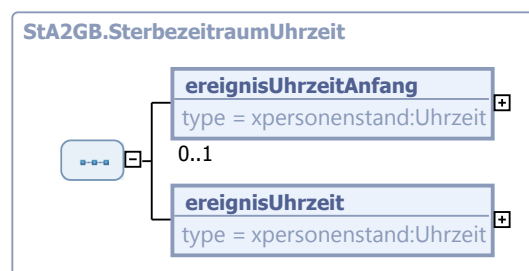 StA2GB.SterbezeitraumUhrzeit
ereignisUhrzeitAnfang
type = xpersonenstand:Uhrzeit
0..1
ereignisUhrzeit
type = xpersonenstand:Uhrzeit